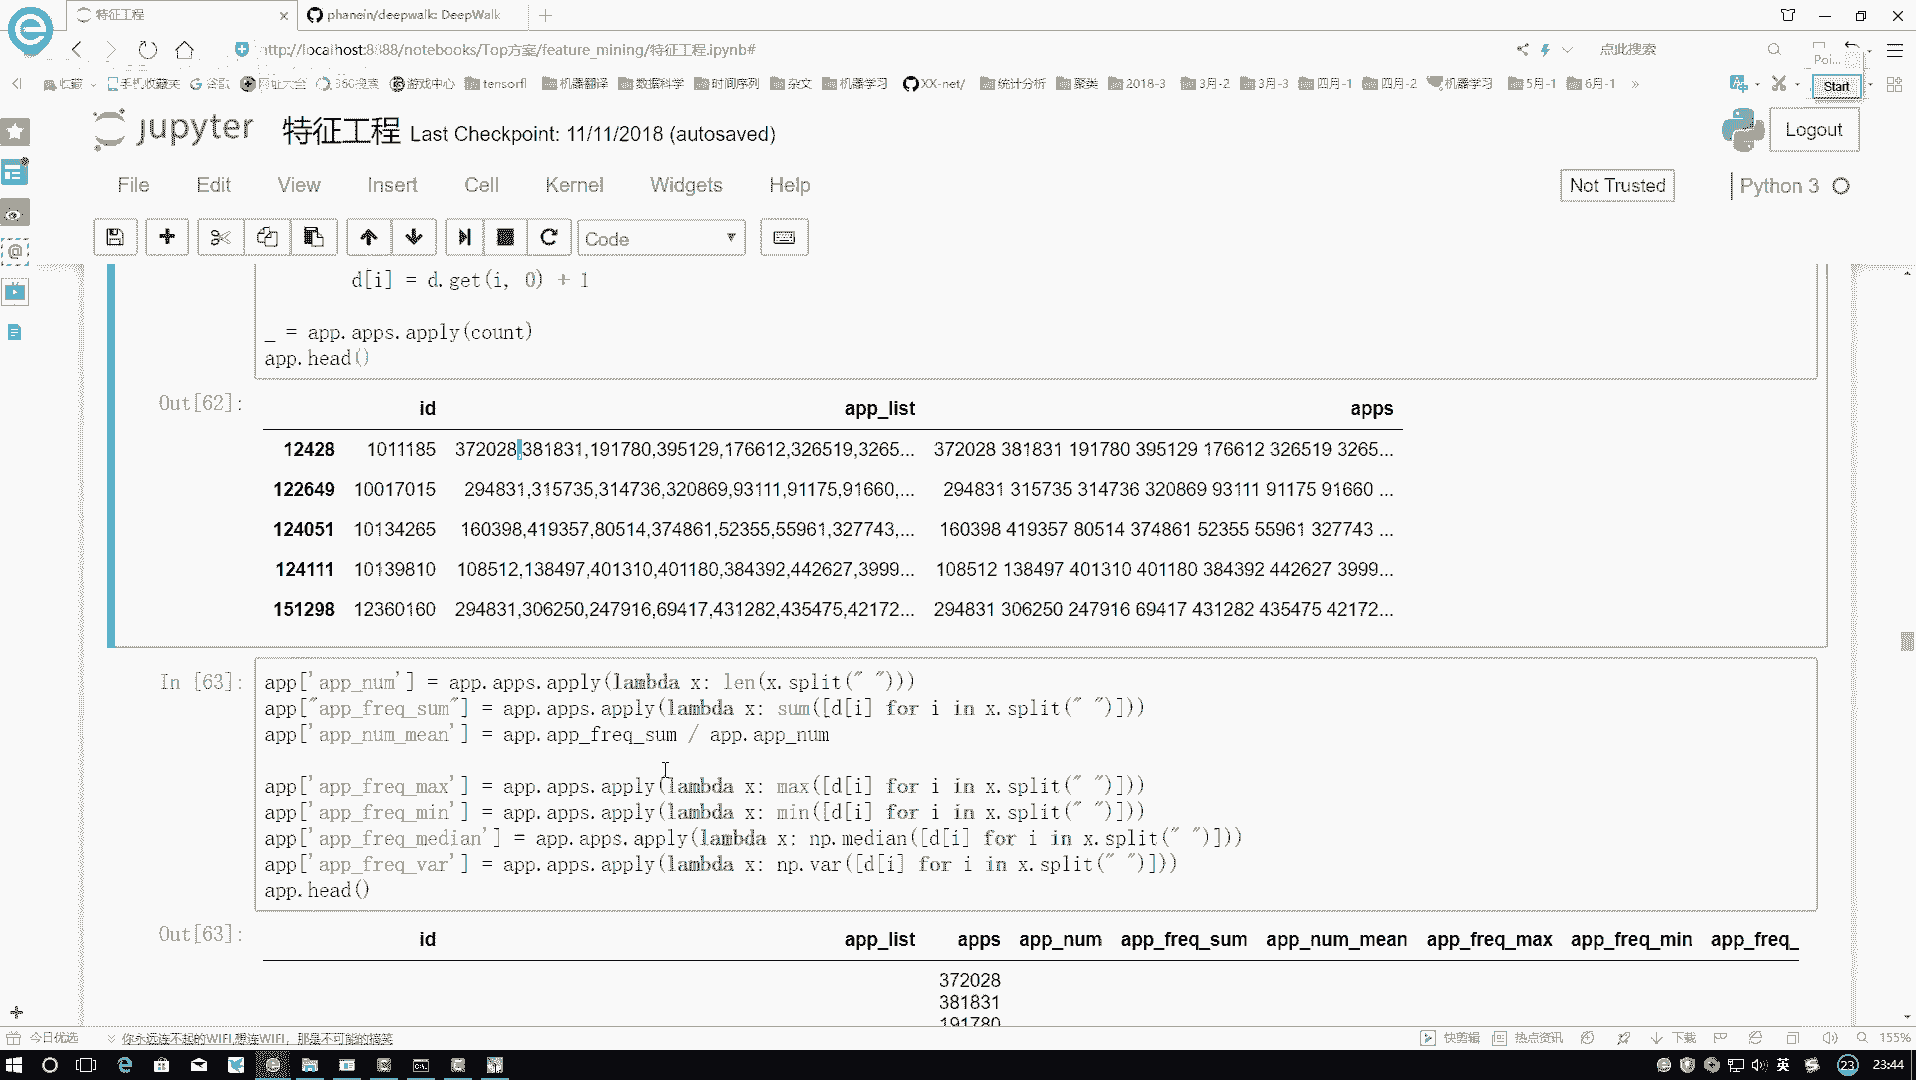 特征工程
phanein/deepwalk: DeepWalk
http://localhost:8888/notebooks/Top方案/feature_mining/特征工程.ipynb#
点此搜索
Poi...
收藏 手机收藏夹 谷歌 网址大全 360搜索 游戏中心 tensorfl 机器翻译 数据科学 时间序列 杂文 机器学习 XX-net/ 统计分析 聚类 2018-3 3月-2 3月-3 四月-1 四月-2 机器学习 5月-1 6月-1 »
Start
jupyter 特征工程 Last Checkpoint: 11/11/2018 (autosaved)
Logout
File Edit View Insert Cell Kernel Widgets Help
Not Trusted Python 3
Code
d[i] = d.get(i, 0) + 1
_ = app.apps.apply(count)
app.head()
Out[62]:
id app_list apps
12428 1011185 372028,381831,191780,395129,176612,326519,3265... 372028 381831 191780 395129 176612 326519 3265...
122649 10017015 294831,315735,314736,320869,93111,91175,91660,... 294831 315735 314736 320869 93111 91175 91660 ...
124051 10134265 160398,419357,80514,374861,52355,55961,327743,... 160398 419357 80514 374861 52355 55961 327743 ...
124111 10139810 108512,138497,401310,401180,384392,442627,3999... 108512 138497 401310 401180 384392 442627 3999...
151298 12360160 294831,306250,247916,69417,431282,435475,42172... 294831 306250 247916 69417 431282 435475 42172...
In [63]:
app['app_num'] = app.apps.apply(lambda x: len(x.split(" ")))
app["app_freq_sum"] = app.apps.apply(lambda x: sum([d[i] for i in x.split(" ")]))
app['app_num_mean'] = app.app_freq_sum / app.app_num
app['app_freq_max'] = app.apps.apply(lambda x: max([d[i] for i in x.split(" ")]))
app['app_freq_min'] = app.apps.apply(lambda x: min([d[i] for i in x.split(" ")]))
app['app_freq_median'] = app.apps.apply(lambda x: np.median([d[i] for i in x.split(" ")]))
app['app_freq_var'] = app.apps.apply(lambda x: np.var([d[i] for i in x.split(" ")]))
app.head()
Out[63]:
id app_list apps app_num app_freq_sum app_num_mean app_freq_max app_freq_min app_freq_
372028
381831
191780
今日优选 你永远连不起的WIFI,想连WIFI，那是不可能的搞笑
快剪辑 热点资讯 下载 155%
英 23 23:44